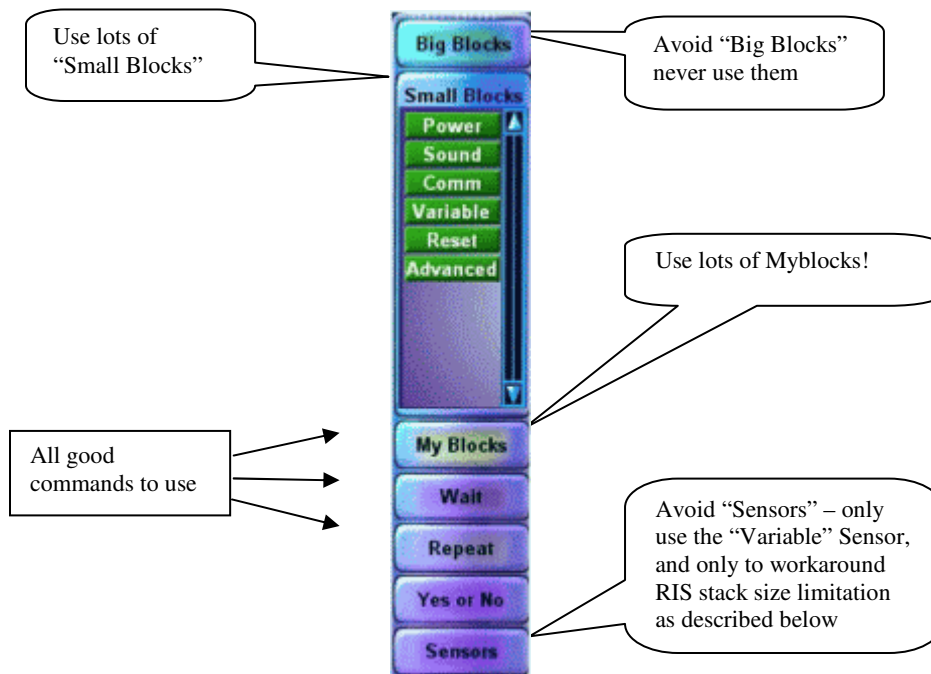 Use lots of
“Small Blocks”
Big Blocks
Avoid “Big Blocks”
never use them
Small Blocks
Power
Sound
Comm
Variable
Reset
Advanced
Use lots of Myblocks!
My Blocks
All good
commands to use
Wait
Repeat
Yes or No
Sensors
Avoid “Sensors” – only
use the “Variable” Sensor,
and only to workaround
RIS stack size limitation
as described below